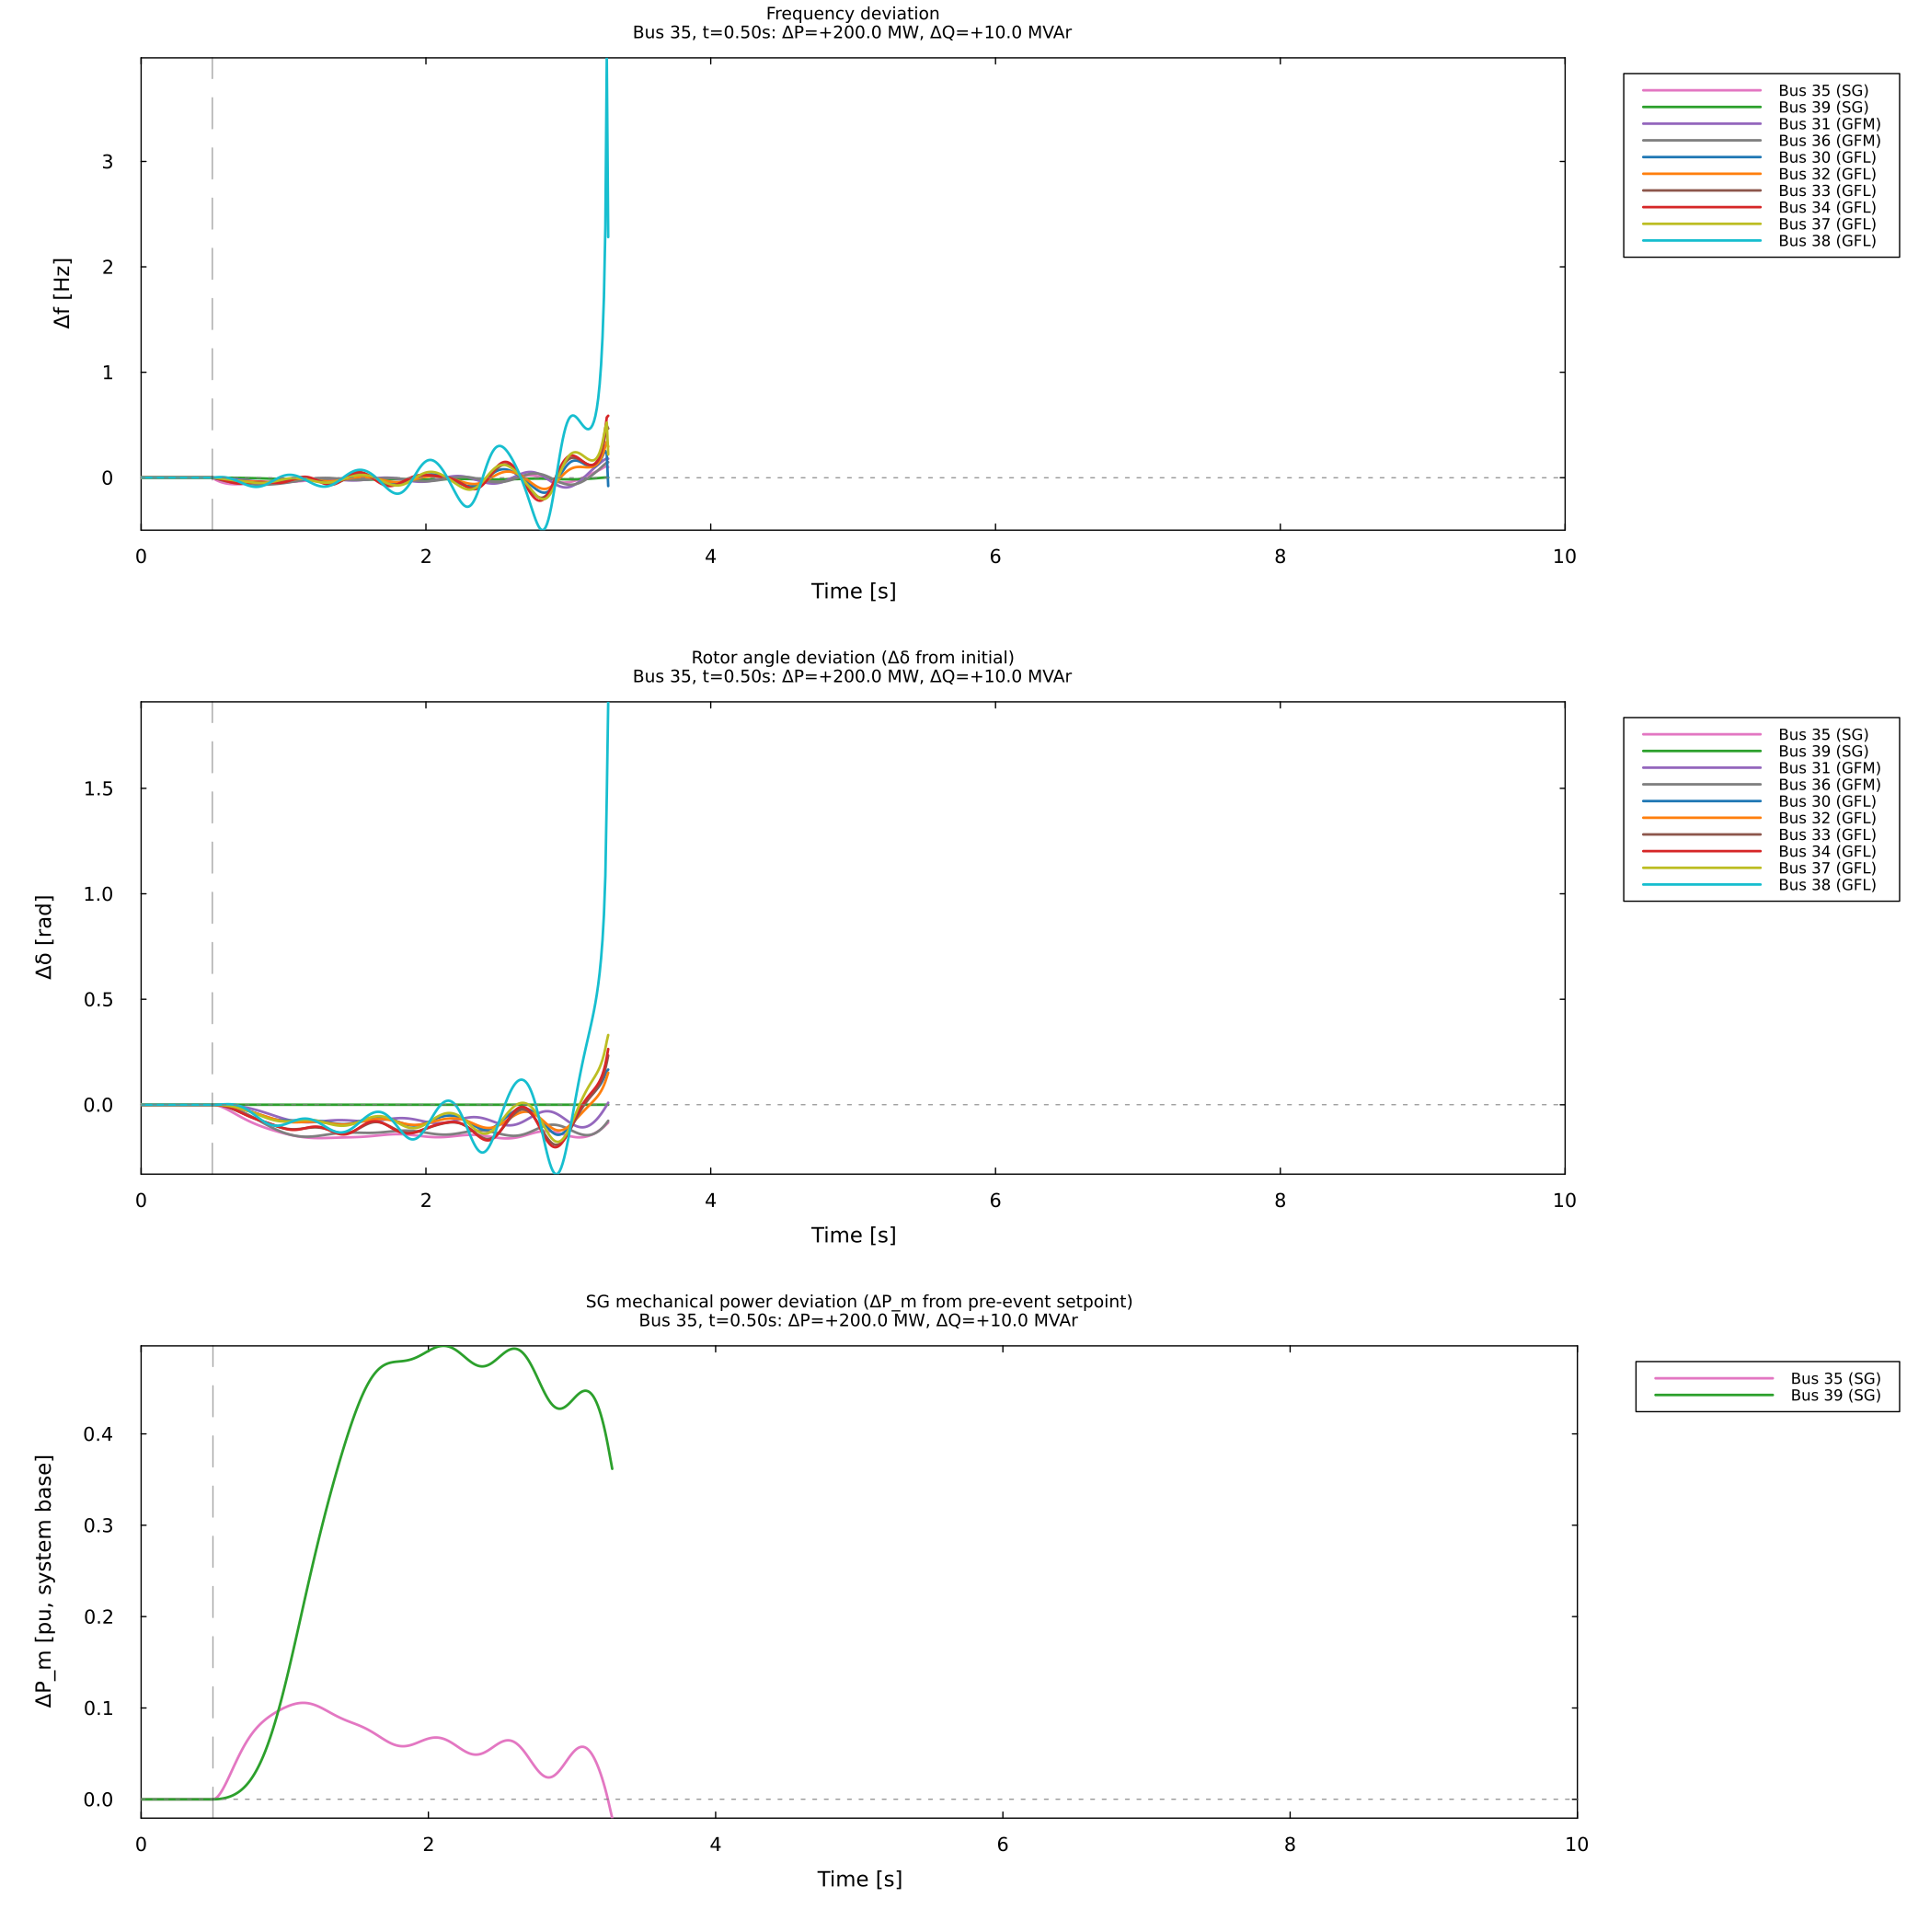 Frequency deviation
Bus 35, t=0.50s: ΔP=+200.0 MW, ΔQ=+10.0 MVAr
Δf [Hz]
3
2
1
0
0 2 4 6 8 10
Time [s]
Bus 35 (SG)
Bus 39 (SG)
Bus 31 (GFM)
Bus 36 (GFM)
Bus 30 (GFL)
Bus 32 (GFL)
Bus 33 (GFL)
Bus 34 (GFL)
Bus 37 (GFL)
Bus 38 (GFL)
Rotor angle deviation (Δδ from initial)
Bus 35, t=0.50s: ΔP=+200.0 MW, ΔQ=+10.0 MVAr
Δδ [rad]
1.5
1.0
0.5
0.0
0 2 4 6 8 10
Time [s]
Bus 35 (SG)
Bus 39 (SG)
Bus 31 (GFM)
Bus 36 (GFM)
Bus 30 (GFL)
Bus 32 (GFL)
Bus 33 (GFL)
Bus 34 (GFL)
Bus 37 (GFL)
Bus 38 (GFL)
SG mechanical power deviation (ΔP_m from pre-event setpoint)
Bus 35, t=0.50s: ΔP=+200.0 MW, ΔQ=+10.0 MVAr
ΔP_m [pu, system base]
0.4
0.3
0.2
0.1
0.0
0 2 4 6 8 10
Time [s]
Bus 35 (SG)
Bus 39 (SG)